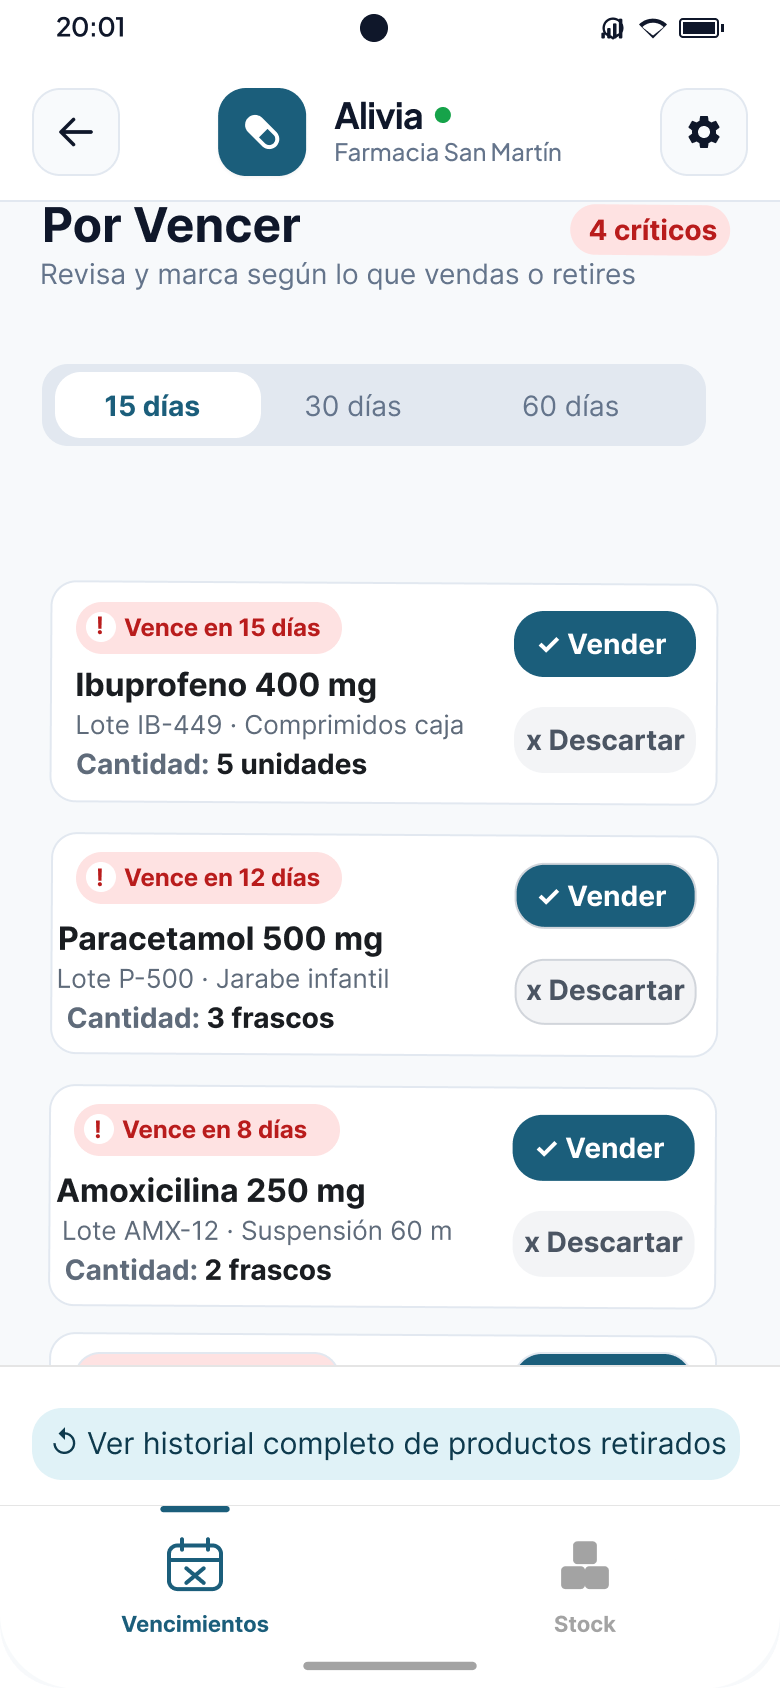 20:01
Alivia
Farmacia San Martín
Por Vencer
4 críticos
Revisa y marca según lo que vendas o retires
15 días
30 días
60 días
! Vence en 15 días
✓ Vender
Ibuprofeno 400 mg
Lote IB-449 · Comprimidos caja
x Descartar
Cantidad: 5 unidades
! Vence en 12 días
✓ Vender
Paracetamol 500 mg
Lote P-500 · Jarabe infantil
x Descartar
Cantidad: 3 frascos
! Vence en 8 días
✓ Vender
Amoxicilina 250 mg
Lote AMX-12 · Suspensión 60 m
x Descartar
Cantidad: 2 frascos
Ver historial completo de productos retirados
Vencimientos
Stock